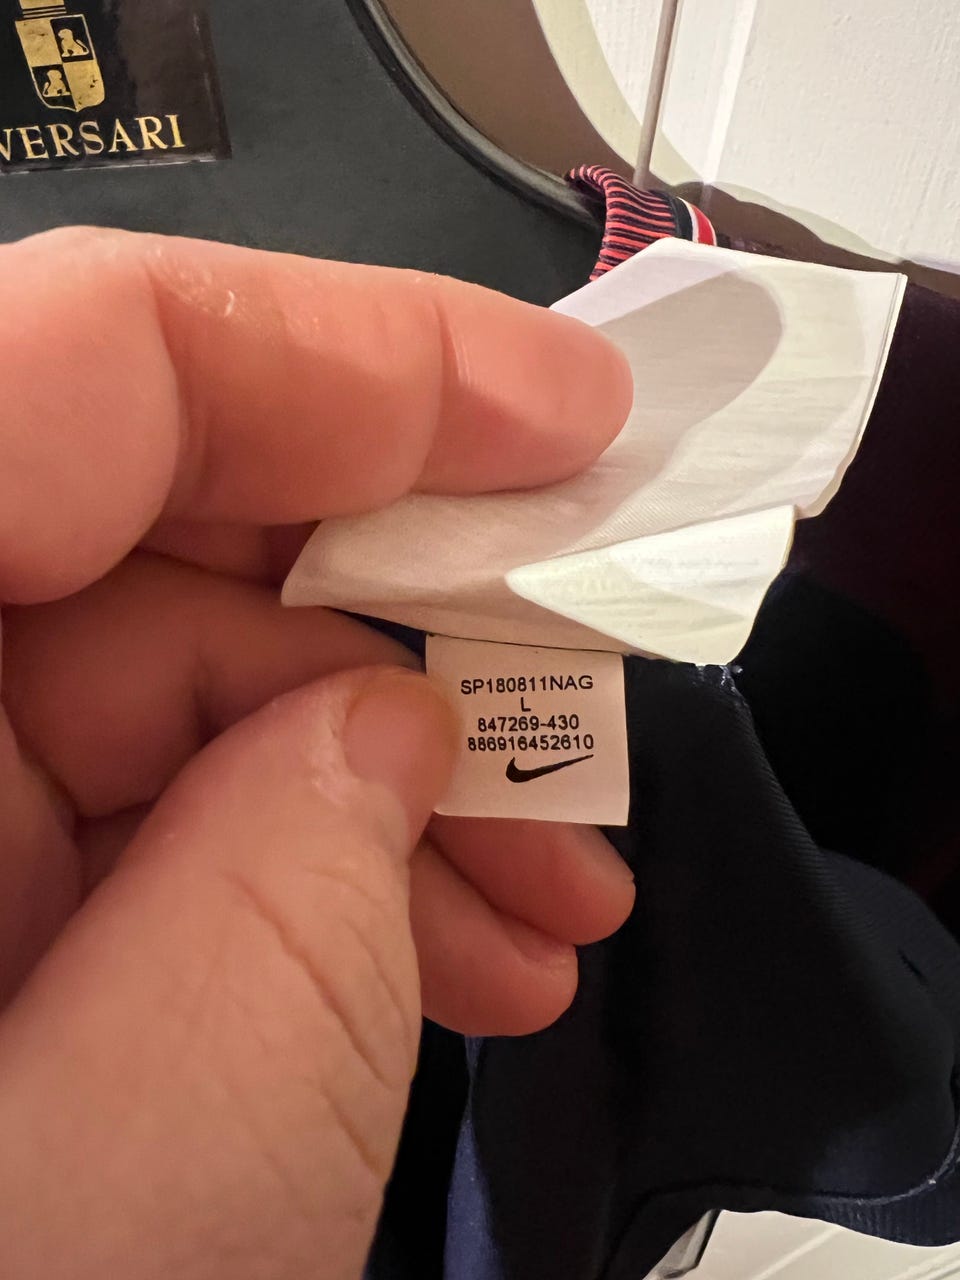 VERSARI
SP180811NAG
L
847269-430
886916452610